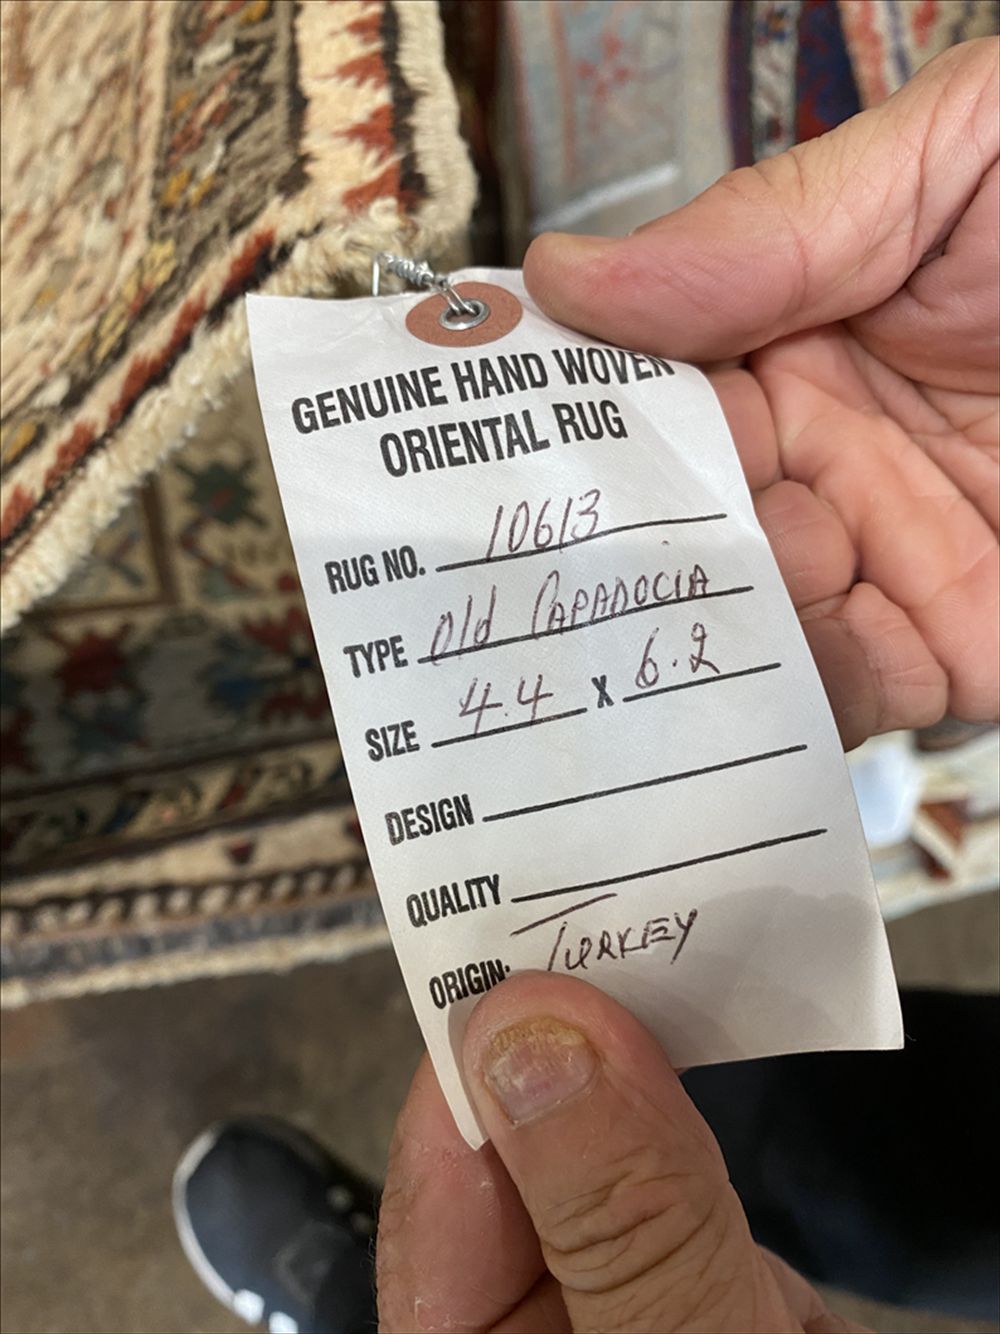 GENUINE HAND WOVEN
ORIENTAL RUG
RUG NO. 10613
TYPE Old CAPADOCIA
SIZE 4.4 X 6.2
DESIGN
QUALITY
ORIGIN: TURKEY